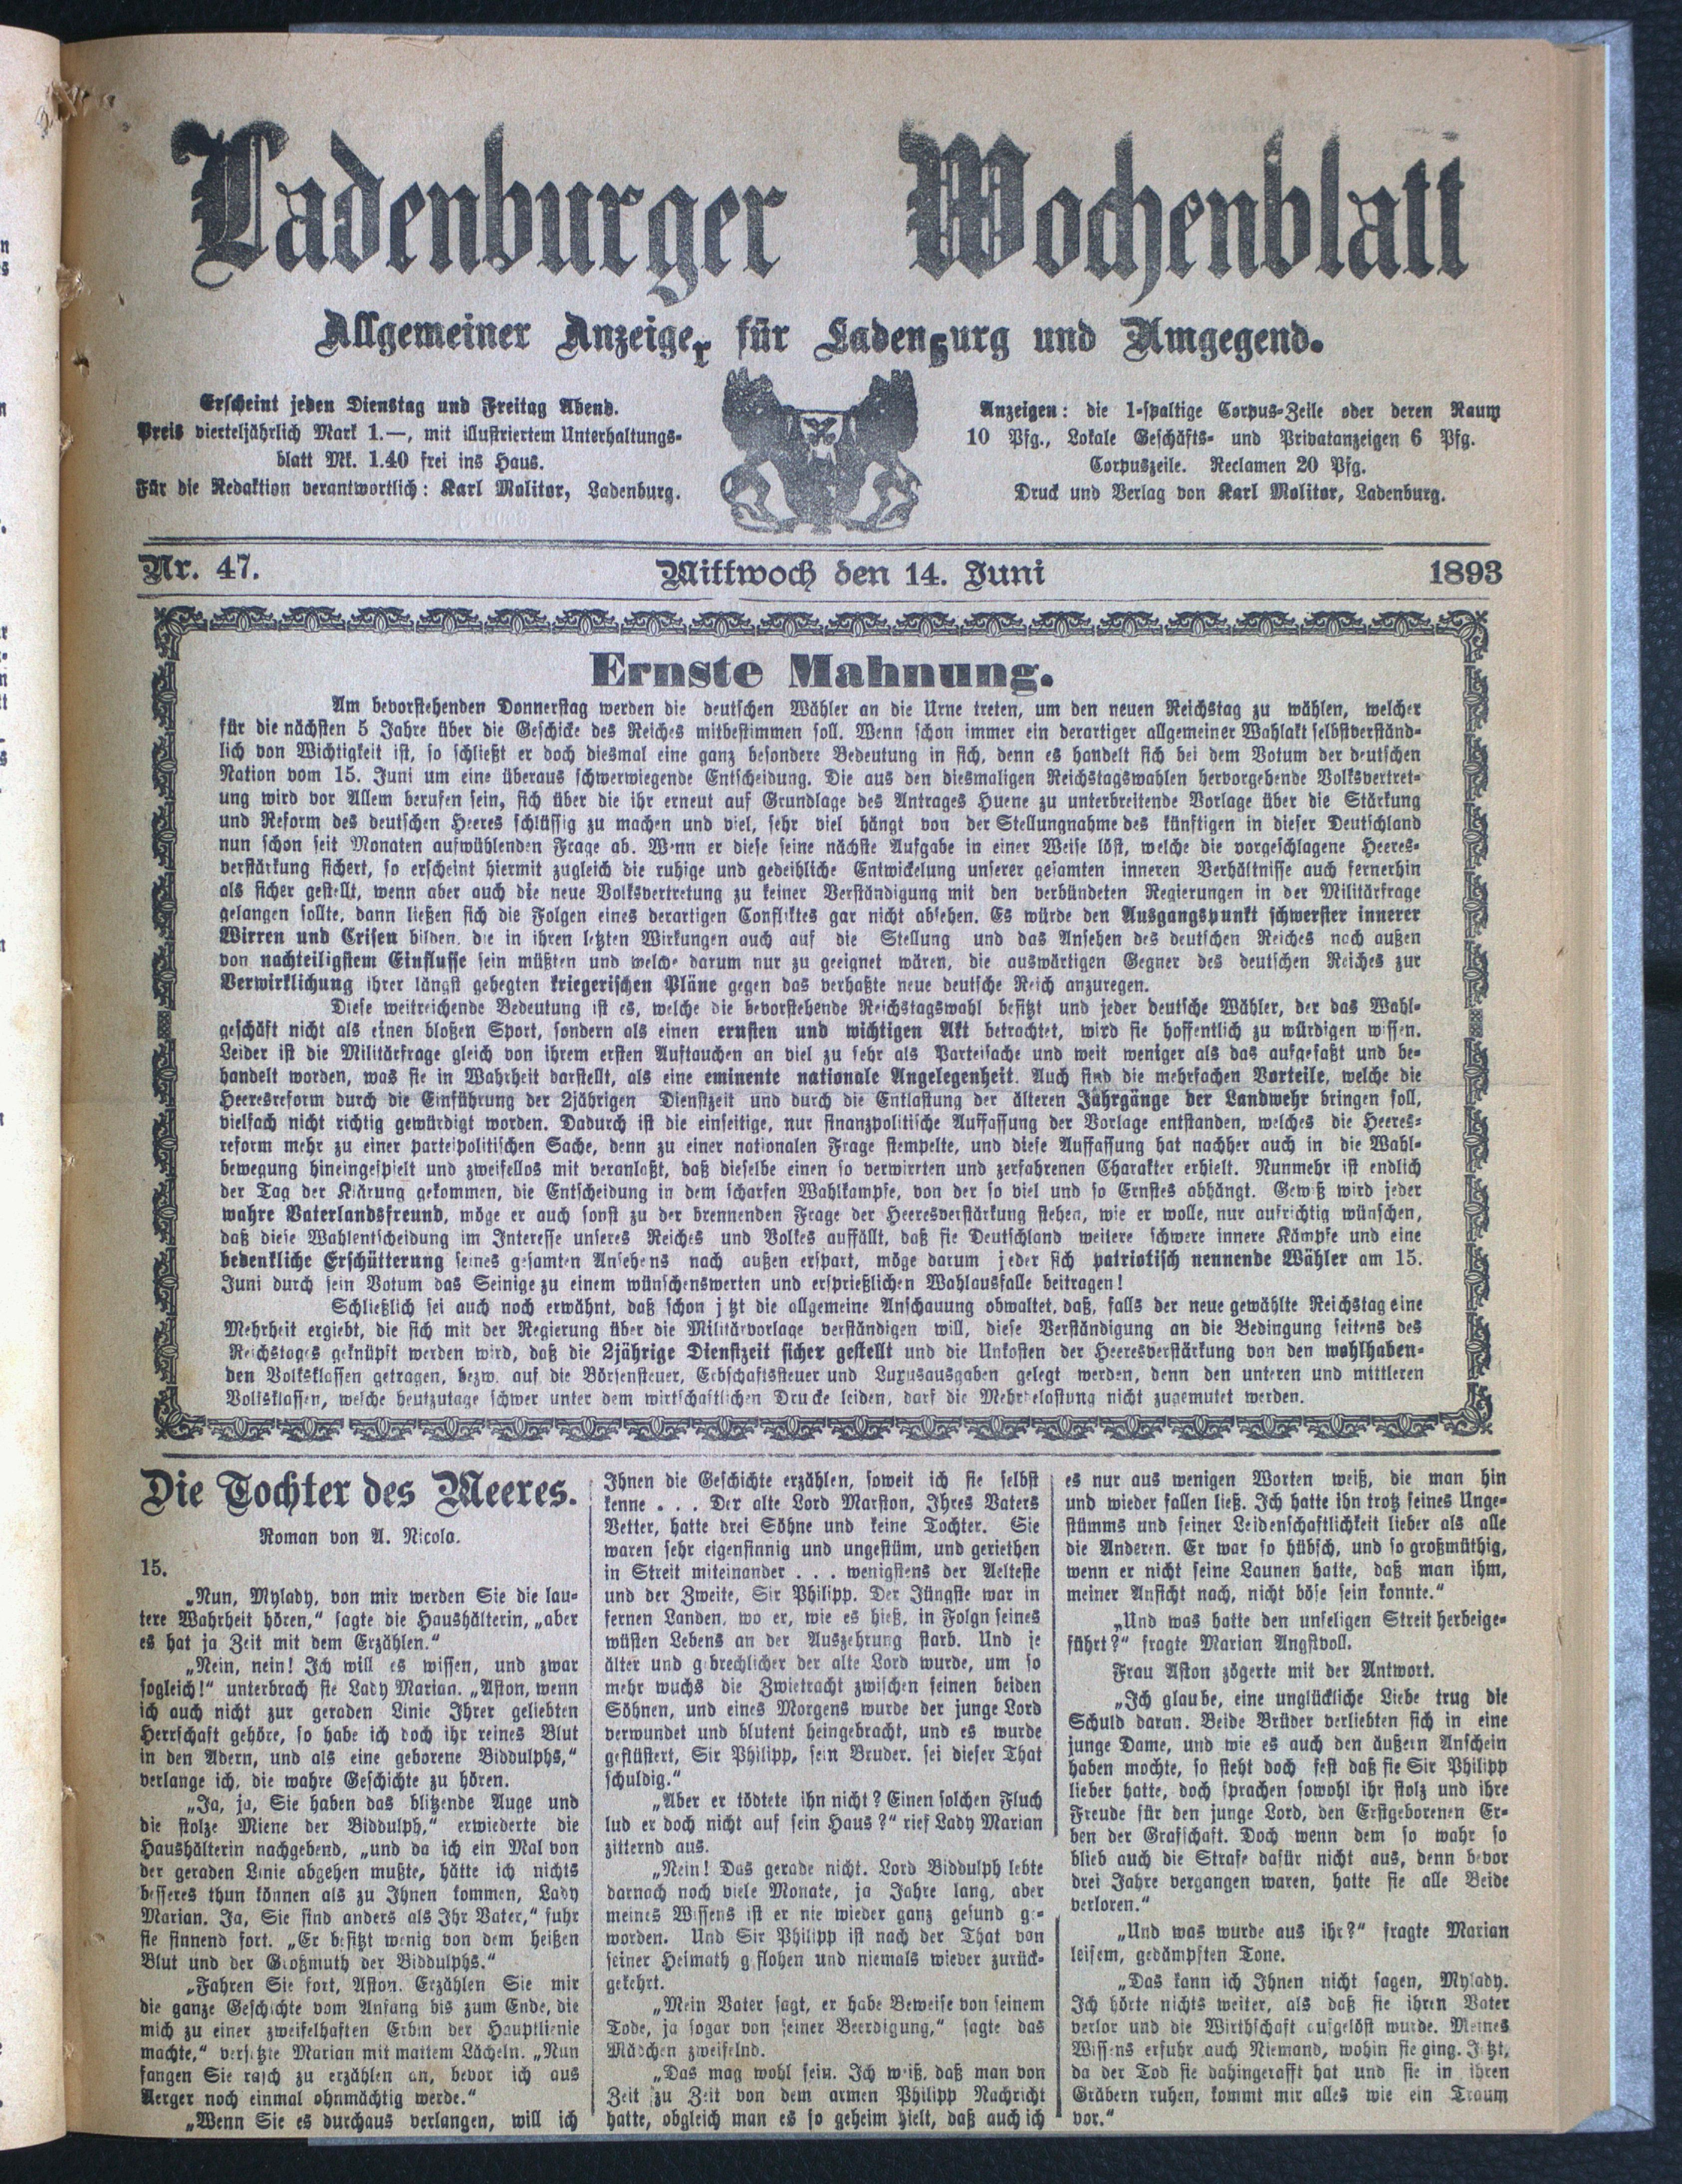 Ladenburger Wochenblatt
Allgemeiner Anzeiger für Ladenburg und Umgegend.
Erscheint jeden Dienstag und Freitag Abend.
Preis vierteljährlich Mark 1.—, mit illustriertem Unterhaltungs-
blatt Mk. 1.40 frei ins Haus.
Für die Redaktion verantwortlich: Karl Molitor, Ladenburg.
Anzeigen: die 1-spaltige Corpus-Zeile oder deren Raum
10 Pfg., Lokale Geschäfts- und Privatanzeigen 6 Pfg.
Corpuszeile. Reclamen 20 Pfg.
Druck und Verlag von Karl Molitor, Ladenburg.
Nr. 47. Mittwoch den 14. Juni 1893
Ernste Mahnung.
Am bevorstehenden Donnerstag werden die deutschen Wähler an die Urne treten, um den neuen Reichstag zu wählen, welcher
für die nächsten 5 Jahre über die Geschicke des Reiches mitbestimmen soll. Wenn schon immer ein derartiger allgemeiner Wahlakt selbstverständ-
lich von Wichtigkeit ist, so schließt er doch diesmal eine ganz besondere Bedeutung in sich, denn es handelt sich bei dem Votum der deutschen
Nation vom 15. Juni um eine überaus schwerwiegende Entscheidung. Die aus den diesmaligen Reichstagswahlen hervorgehende Volksvertret-
ung wird vor Allem berufen sein, sich über die ihr erneut auf Grundlage des Antrages Huene zu unterbreitende Vorlage über die Stärkung
und Reform des deutschen Heeres schlüssig zu machen und viel, sehr viel hängt von der Stellungnahme des künftigen in dieser Deutschland
nun schon seit Monaten aufwühlenden Frage ab. Wenn er diese seine nächste Aufgabe in einer Weise löst, welche die vorgeschlagene Heeres-
verstärkung sichert, so erscheint hiermit zugleich die ruhige und gedeihliche Entwickelung unserer gesamten inneren Verhältnisse auch fernerhin
als sicher gestellt, wenn aber auch die neue Volksvertretung zu keiner Verständigung mit den verbündeten Regierungen in der Militärfrage
gelangen sollte, dann ließen sich die Folgen eines derartigen Conflictes gar nicht absehen. Es würde den Ausgangspunkt schwerster innerer
Wirren und Crisen bilden, die in ihren letzten Wirkungen auch auf die Stellung und das Ansehen des deutschen Reiches nach außen
von nachteiligstem Einflusse sein müßten und welche darum nur zu geeignet wären, die auswärtigen Gegner des deutschen Reiches zur
Verwirklichung ihrer längst gehegten kriegerischen Pläne gegen das verhaßte neue deutsche Reich anzuregen.
Diese weitreichende Bedeutung ist es, welche die bevorstehende Reichstagswahl besitzt und jeder deutsche Wähler, der das Wahl-
geschäft nicht als einen bloßen Sport, sondern als einen ernsten und wichtigen Akt betrachtet, wird sie hoffentlich zu würdigen wissen.
Leider ist die Militärfrage gleich von ihrem ersten Auftauchen an viel zu sehr als Parteisache und weit weniger als das aufgefaßt und be-
handelt worden, was sie in Wahrheit darstellt, als eine eminente nationale Angelegenheit. Auch sind die mehrfachen Vorteile, welche die
Heeresreform durch die Einführung der 2jährigen Dienstzeit und durch die Entlastung der älteren Jahrgänge der Landwehr bringen soll,
vielfach nicht richtig gewürdigt worden. Dadurch ist die einseitige, nur finanzpolitische Auffassung der Vorlage entstanden, welches die Heeres-
reform mehr zu einer parteipolitischen Sache, denn zu einer nationalen Frage stempelte, und diese Auffassung hat nachher auch in die Wahl-
bewegung hineingespielt und zweifellos mit veranlaßt, daß dieselbe einen so verwirrten und zerfahrenen Charakter erhielt. Nunmehr ist endlich
der Tag der Klärung gekommen, die Entscheidung in dem scharfen Wahlkampfe, von der so viel und so Ernstes abhängt. Gewiß wird jeder
wahre Vaterlandsfreund, möge er auch sonst zu der brennenden Frage der Heeresverstärkung stehen, wie er wolle, nur aufrichtig wünschen,
daß diese Wahlentscheidung im Interesse unseres Reiches und Volkes auffällt, daß sie Deutschland weitere schwere innere Kämpfe und eine
bedenkliche Erschütterung seines gesamten Ansehens nach außen erspart, möge darum jeder sich patriotisch nennende Wähler am 15.
Juni durch sein Votum das Seinige zu einem wünschenswerten und ersprießlichen Wahlausfalle beitragen!
Schließlich sei auch noch erwähnt, daß schon j tzt die allgemeine Anschauung obwaltet, daß, falls der neue gewählte Reichstag eine
Mehrheit ergiebt, die sich mit der Regierung über die Militärvorlage verständigen will, diese Verständigung an die Bedingung seitens des
Reichstages geknüpft werden wird, daß die 2jährige Dienstzeit sicher gestellt und die Unkosten der Heeresverstärkung von den wohlhaben-
den Volksklassen getragen, bezw. auf die Börsensteuer, Erbschaftssteuer und Luxusausgaben gelegt werden, denn den unteren und mittleren
Volksklassen, welche heutzutage schwer unter dem wirtschaftlichen Drucke leiden, darf die Mehrbelastung nicht zugemutet werden.
Die Tochter des Meeres.
Roman von A. Nicola.
15.
„Nun, Mylady, von mir werden Sie die lau-
tere Wahrheit hören,“ sagte die Haushälterin, „aber
es hat ja Zeit mit dem Erzählen.“
„Nein, nein! Ich will es wissen, und zwar
sogleich!“ unterbrach sie Lady Marian. „Aston, wenn
ich auch nicht zur geraden Linie Ihrer geliebten
Herrschaft gehöre, so habe ich doch ihr reines Blut
in den Adern, und als eine geborene Biddulphs,“
verlange ich, die wahre Geschichte zu hören.
„Ja, ja, Sie haben das blitzende Auge und
die stolze Miene der Biddulph,“ erwiederte die
Haushälterin nachgebend, „und da ich ein Mal von
der geraden Linie abgehen mußte, hätte ich nichts
besseres thun können als zu Ihnen kommen, Lady
Marian. Ja, Sie sind anders als Ihr Vater,“ fuhr
sie sinnend fort. „Er besitzt wenig von dem heißen
Blut und der Großmuth der Biddulphs.“
„Fahren Sie fort, Aston. Erzählen Sie mir
die ganze Geschichte vom Anfang bis zum Ende, die
mich zu einer zweifelhaften Erbin der Hauptlienie
machte,“ versetzte Marian mit mattem Lächeln. „Nun
fangen Sie rasch zu erzählen an, bevor ich aus
Aerger noch einmal ohnmächtig werde.“
„Wenn Sie es durchaus verlangen, will ich
Ihnen die Geschichte erzählen, soweit ich sie selbst
kenne . . . Der alte Lord Marston, Ihres Vaters
Vetter, hatte drei Söhne und keine Tochter. Sie
waren sehr eigensinnig und ungestüm, und geriethen
in Streit miteinander . . . wenigstens der Aelteste
und der Zweite, Sir Philipp. Der Jüngste war in
fernen Landen, wo er, wie es hieß, in Folgn seines
wüsten Lebens an der Auszehrung starb. Und je
älter und g brechlicher der alte Lord wurde, um so
mehr wuchs die Zwietracht zwischen seinen beiden
Söhnen, und eines Morgens wurde der junge Lord
verwundet und blutent heingebracht, und es wurde
geflüstert, Sir Philipp, sein Bruder. sei dieser That
schuldig.“
„Aber er tödtete ihn nicht? Einen solchen Fluch
lud er doch nicht auf sein Haus?“ rief Lady Marian
zitternd aus.
„Nein! Das gerade nicht. Lord Biddulph lebte
darnach noch viele Monate, ja Jahre lang, aber
meines Wissens ist er nie wieder ganz gesund ge-
worden. Und Sir Philipp ist nach der That von
seiner Heimath g flohen und niemals wieder zurück-
gekehrt.
„Mein Vater sagt, er habe Beweise von seinem
Tode, ja sogar von seiner Beerdigung,“ sagte das
Mädchen zweifelnd.
„Das mag wohl sein. Ich weiß, daß man von
Zeit zu Zeit von dem armen Philipp Nachricht
hatte, obgleich man es so geheim hielt, daß auch ich
es nur aus wenigen Worten weiß, die man hin
und wieder fallen ließ. Ich hatte ihn trotz seines Unge-
stümms und seiner Leidenschaftlichkeit lieber als alle
die Anderen. Er war so hübsch, und so großmüthig,
wenn er nicht seine Launen hatte, daß man ihm,
meiner Ansicht nach, nicht böse sein konnte.“
„Und was hatte den unseligen Streit herbeige-
führt?“ fragte Marian Angstvoll.
Frau Aston zögerte mit der Antwort.
„Ich glaube, eine unglückliche Liebe trug die
Schuld daran. Beide Brüder verliebten sich in eine
junge Dame, und wie es auch den äußern Anschein
haben mochte, so steht doch fest daß sie Sir Philipp
lieber hatte, doch sprachen sowohl ihr stolz und ihre
Freude für den junge Lord, den Erstgeborenen Er-
ben der Grafschaft. Doch wenn dem so wahr so
blieb auch die Strafe dafür nicht aus, denn bevor
drei Jahre vergangen waren, hatte sie alle Beide
verloren.“
„Und was wurde aus ihr?“ fragte Marian
leisem, gedämpften Tone.
„Das kann ich Ihnen nicht sagen, Mylady.
Ich hörte nichts weiter, als daß sie ihren Vater
verlor und die Wirthschaft aufgelöst wurde. Meines
Wissens erfuhr auch Niemand, wohin sie ging. Jetzt,
da der Tod sie dahingerafft hat und sie in ihren
Gräbern ruhen, kommt mir alles wie ein Traum
vor.“